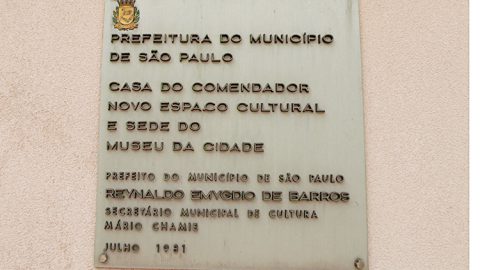 PREFEITURA DO MUNICÍPIO
DE SÃO PAULO
CASA DO COMENDADOR
NOVO ESPAÇO CULTURAL
E SEDE DO
MUSEU DA CIDADE
PREFEITO DO MUNICÍPIO DE SÃO PAULO
REYNALDO EMYGDIO DE BARROS
SECRETÁRIO MUNICIPAL DE CULTURA
MÁRIO CHAMIE
JULHO 1981